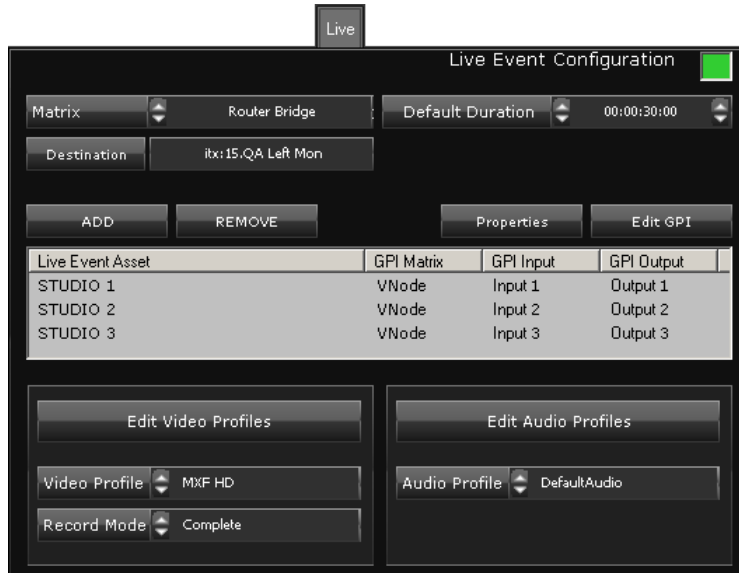 Live
Live Event Configuration
Matrix Router Bridge Default Duration 00:00:30:00
Destination itx:15.QA Left Mon
ADD REMOVE Properties Edit GPI
Live Event Asset GPI Matrix GPI Input GPI Output
STUDIO 1 VNode Input 1 Output 1
STUDIO 2 VNode Input 2 Output 2
STUDIO 3 VNode Input 3 Output 3
Edit Video Profiles Edit Audio Profiles
Video Profile MXF HD Audio Profile DefaultAudio
Record Mode Complete